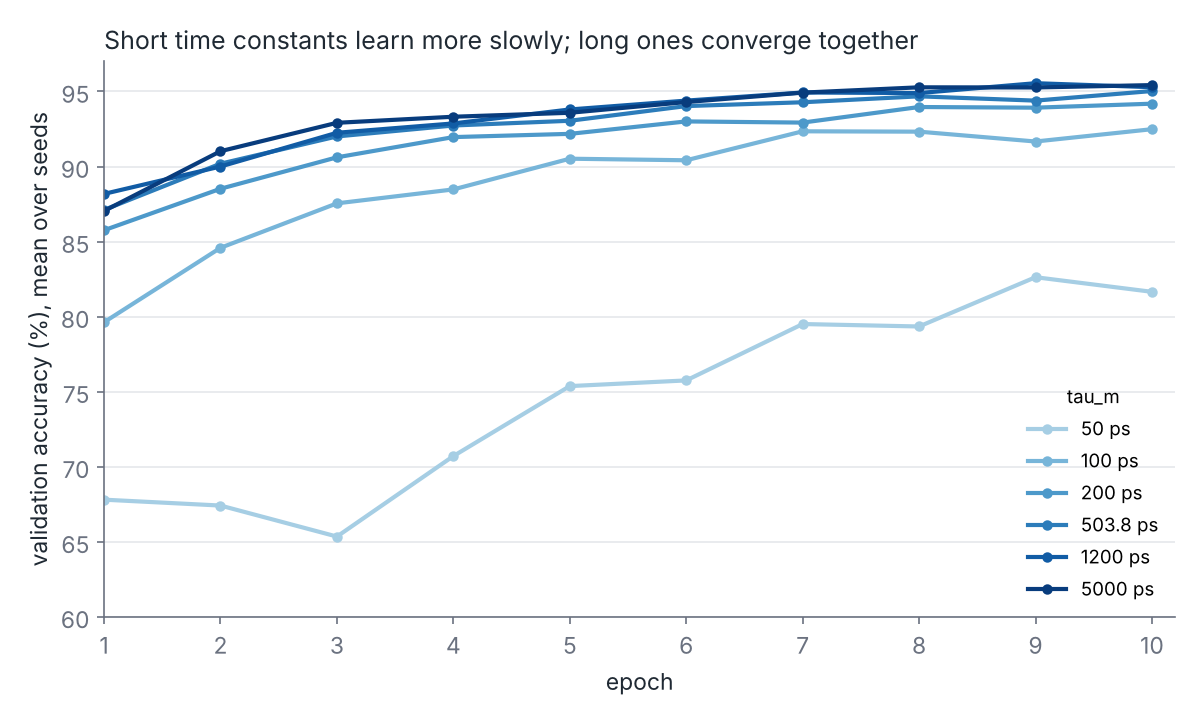 Short time constants learn more slowly; long ones converge together
validation accuracy (%), mean over seeds
95
90
85
80
75
70
65
60
1 2 3 4 5 6 7 8 9 10
epoch
tau_m
50 ps
100 ps
200 ps
503.8 ps
1200 ps
5000 ps